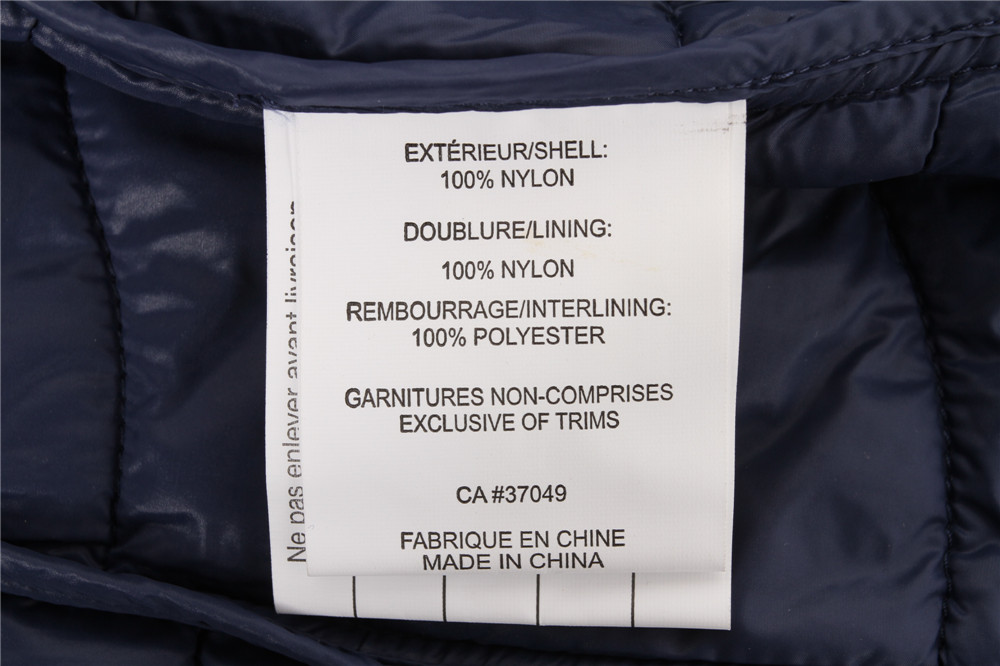 EXTÉRIEUR/SHELL:
100% NYLON
DOUBLURE/LINING:
100% NYLON
REMBOURRAGE/INTERLINING:
100% POLYESTER
GARNITURES NON-COMPRISES
EXCLUSIVE OF TRIMS
CA #37049
FABRIQUE EN CHINE
MADE IN CHINA
Ne pas enlever avant livraison